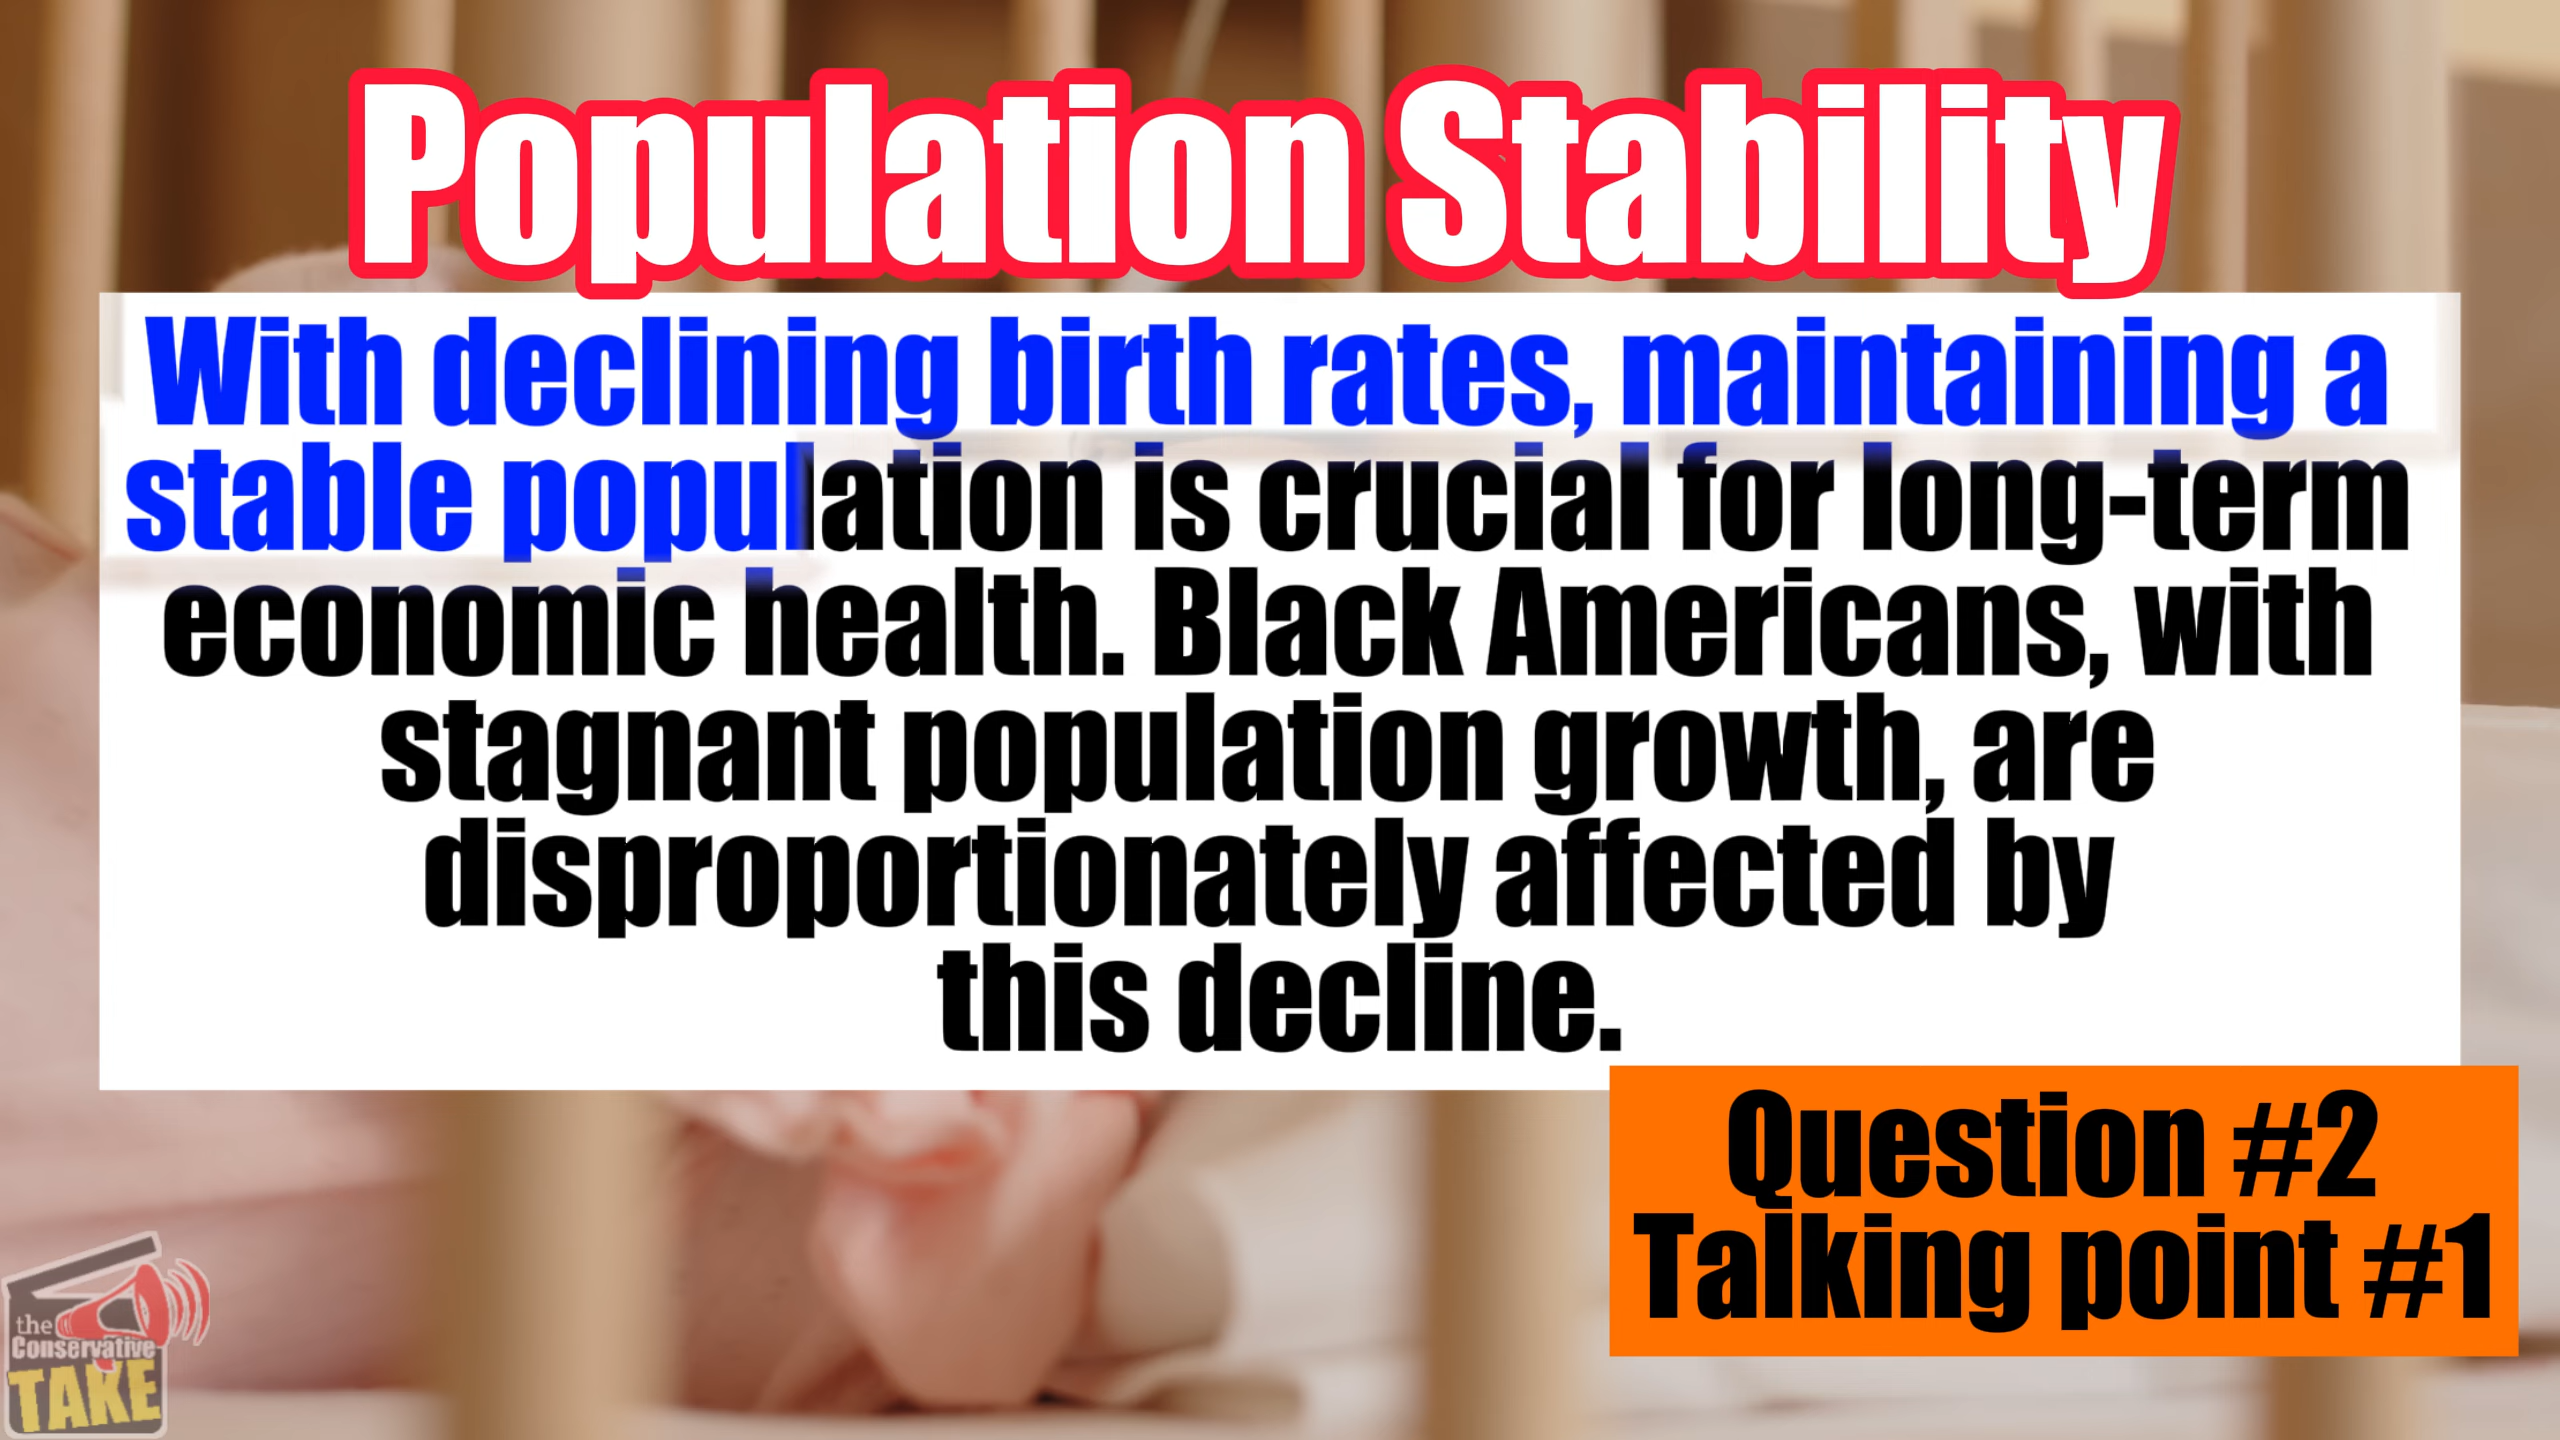 Population Stability
With declining birth rates, maintaining a
stable population is crucial for long-term
economic health. Black Americans, with
stagnant population growth, are
disproportionately affected by
this decline.
Question #2
Talking point #1
the
Conservative
TAKE